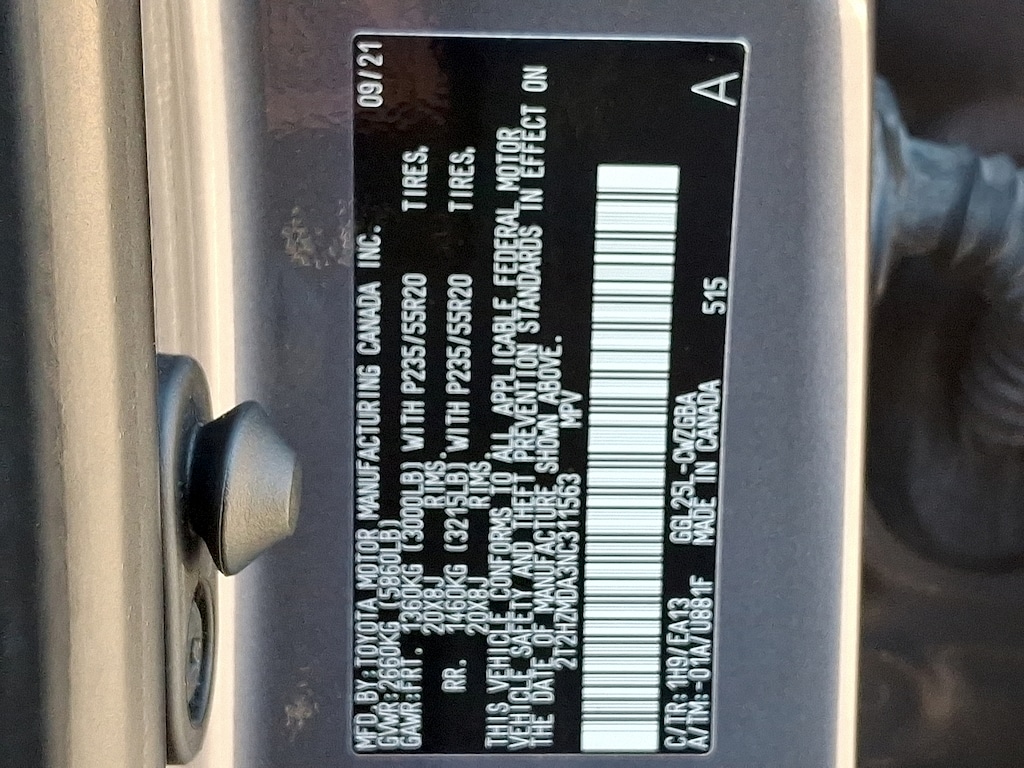 MFD.BY:TOYOTA MOTOR MANUFACTURING CANADA INC. 09/21
GVWR:2660KG (5860LB)
GAWR:FRT. 1360KG (3000LB) WITH P235/55R20 TIRES,
20X8J RIMS.
RR. 1460KG (3215LB) WITH P235/55R20 TIRES,
20X8J RIMS.
THIS VEHICLE CONFORMS TO ALL APPLICABLE FEDERAL MOTOR
VEHICLE SAFETY AND THEFT PREVENTION STANDARDS IN EFFECT ON
THE DATE OF MANUFACTURE SHOWN ABOVE.
2T2HZMDA3NC311563 MPV
C/TR:1H9/EA13 GGL25L-CWZGBA
A/TM:-01A/U881F MADE IN CANADA 515 A